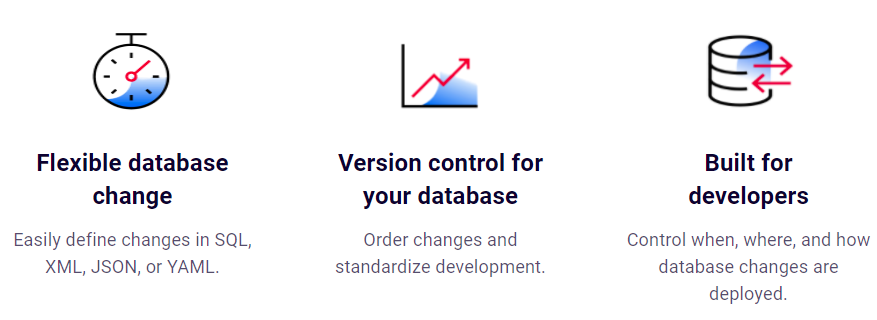 Flexible database
change
Easily define changes in SQL,
XML, JSON, or YAML.
Version control for
your database
Order changes and
standardize development.
Built for
developers
Control when, where, and how
database changes are
deployed.